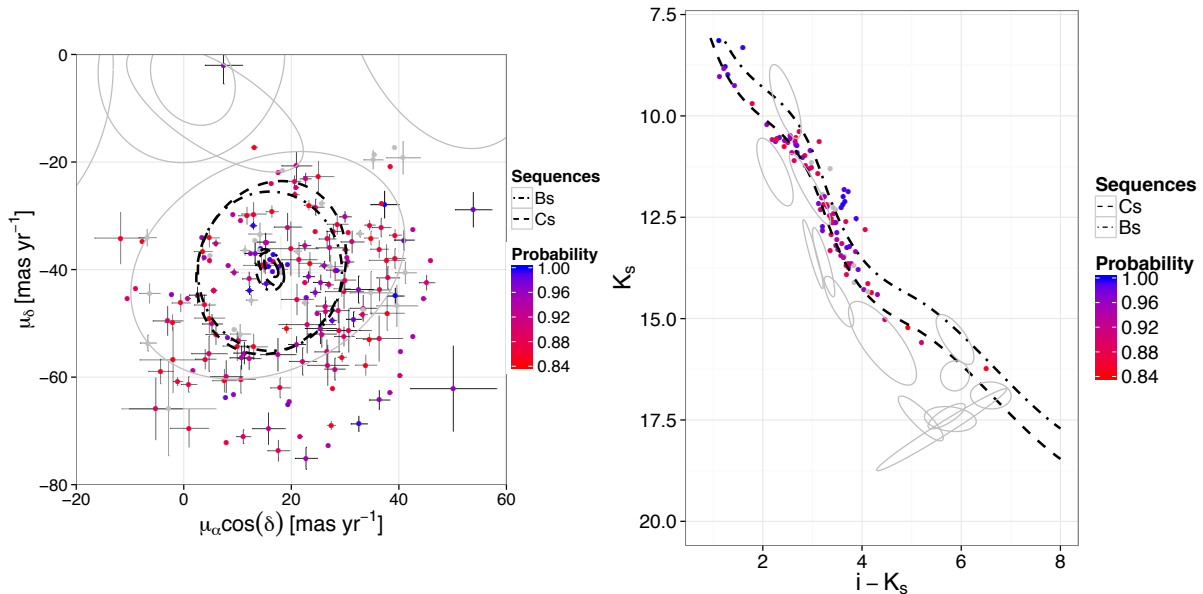 0
−20
−40
−60
−80
−20
0
20
40
60
μδ [mas yr−1]
μαcos(δ) [mas yr−1]
Sequences
Bs
Cs
Probability
1.00
0.96
0.92
0.88
0.84
7.5
10.0
12.5
15.0
17.5
20.0
2
4
6
8
Ks
i − Ks
Sequences
Cs
Bs
Probability
1.00
0.96
0.92
0.88
0.84